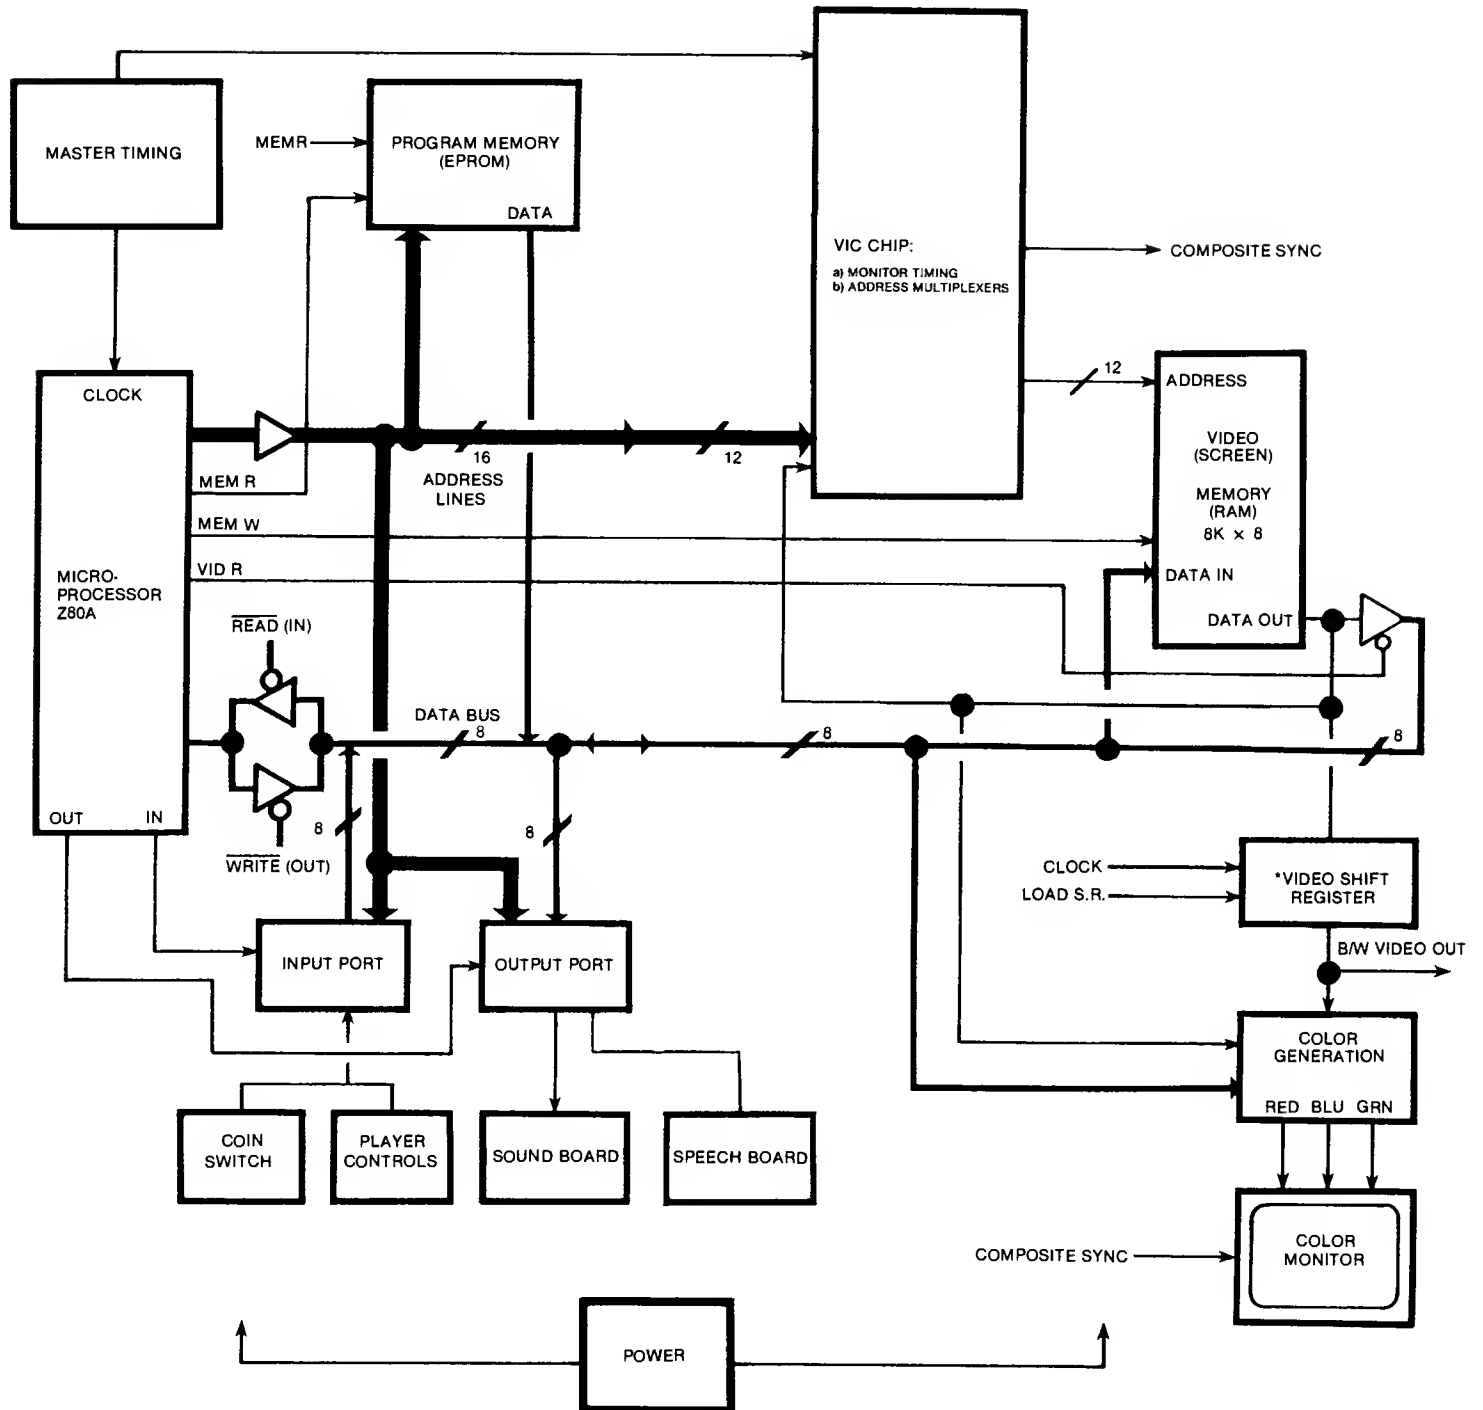 MASTER TIMING
MEMR
PROGRAM MEMORY
(EPROM)
DATA
VIC CHIP:
a) MONITOR TIMING
b) ADDRESS MULTIPLEXERS
COMPOSITE SYNC
CLOCK
12
ADDRESS
16
12
ADDRESS
LINES
VIDEO
(SCREEN)
MEMORY
(RAM)
8K × 8
MEM R
MEM W
VID R
MICRO-
PROCESSOR
Z80A
DATA IN
DATA OUT
READ (IN)
DATA BUS
8
8
8
OUT
IN
8
8
WRITE (OUT)
CLOCK
LOAD S.R.
*VIDEO SHIFT
REGISTER
B/W VIDEO OUT
INPUT PORT
OUTPUT PORT
COLOR
GENERATION
RED BLU GRN
COIN
SWITCH
PLAYER
CONTROLS
SOUND BOARD
SPEECH BOARD
COMPOSITE SYNC
COLOR
MONITOR
POWER